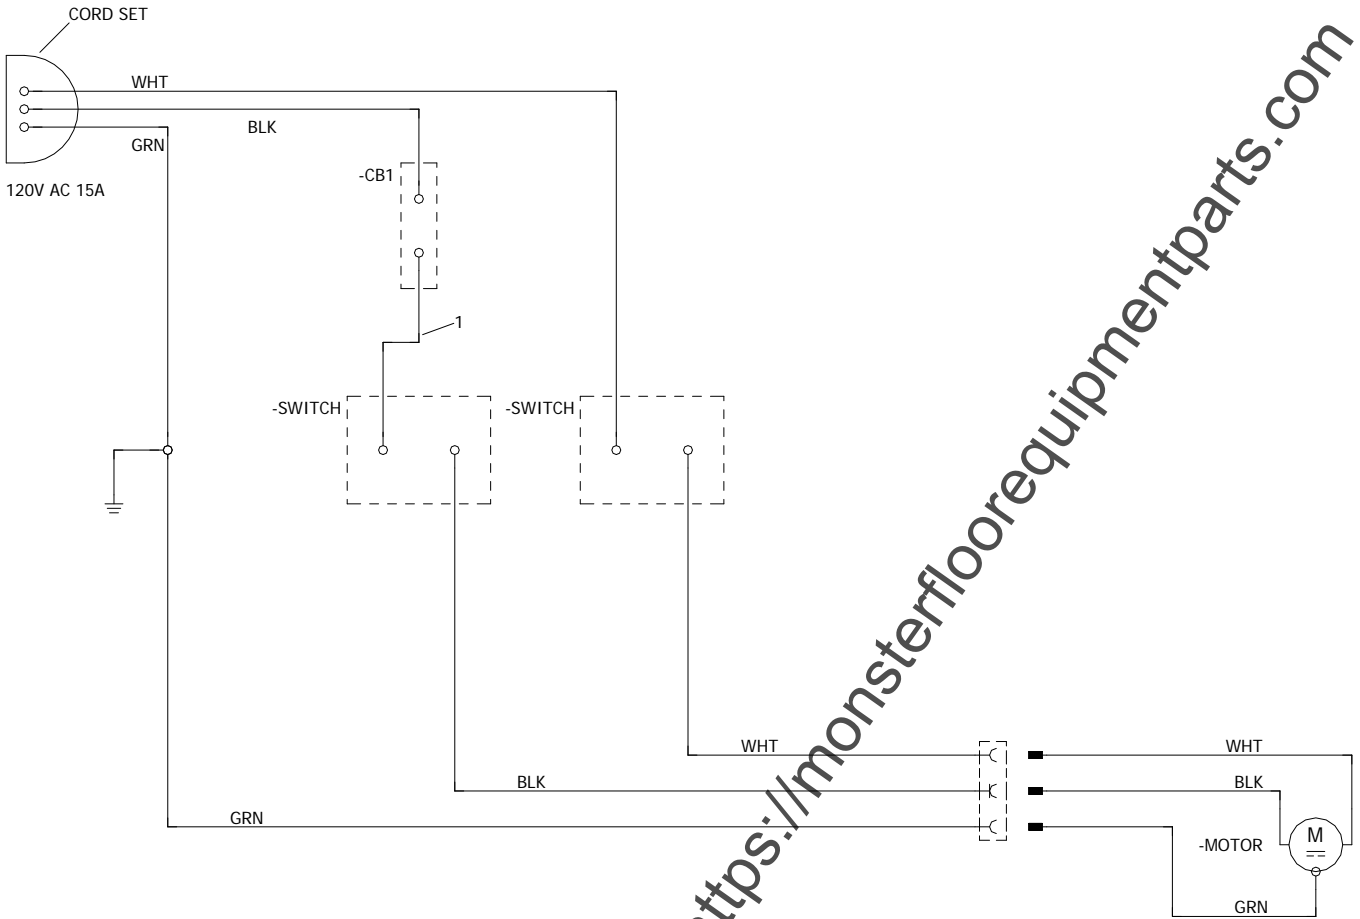 CORD SET
WHT
BLK
GRN
120V AC 15A
-CB1
1
-SWITCH
-SWITCH
WHT
WHT
BLK
BLK
GRN
-MOTOR
M
GRN
ttps://monsterfloorequipmentparts.com